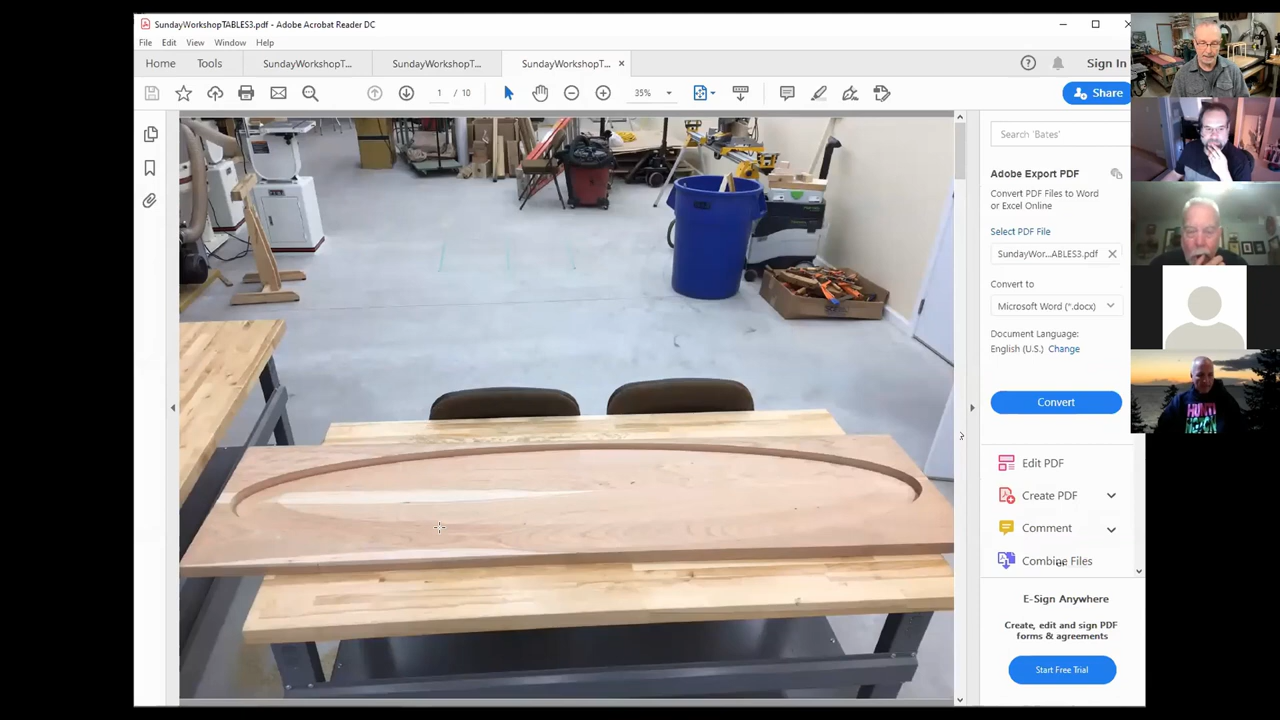 SundayWorkshopTABLES3.pdf - Adobe Acrobat Reader DC
File Edit View Window Help
Home Tools SundayWorkshopT... SundayWorkshopT... SundayWorkshopT... Sign In
/ 10 35% Share
Search 'Bates'
Adobe Export PDF
Convert PDF Files to Word
or Excel Online
Select PDF File
SundayWor...ABLES3.pdf
Convert to
Microsoft Word (*.docx)
Document Language:
English (U.S.) Change
Convert
Edit PDF
Create PDF
Comment
Combine Files
E-Sign Anywhere
Create, edit and sign PDF
forms & agreements
Start Free Trial